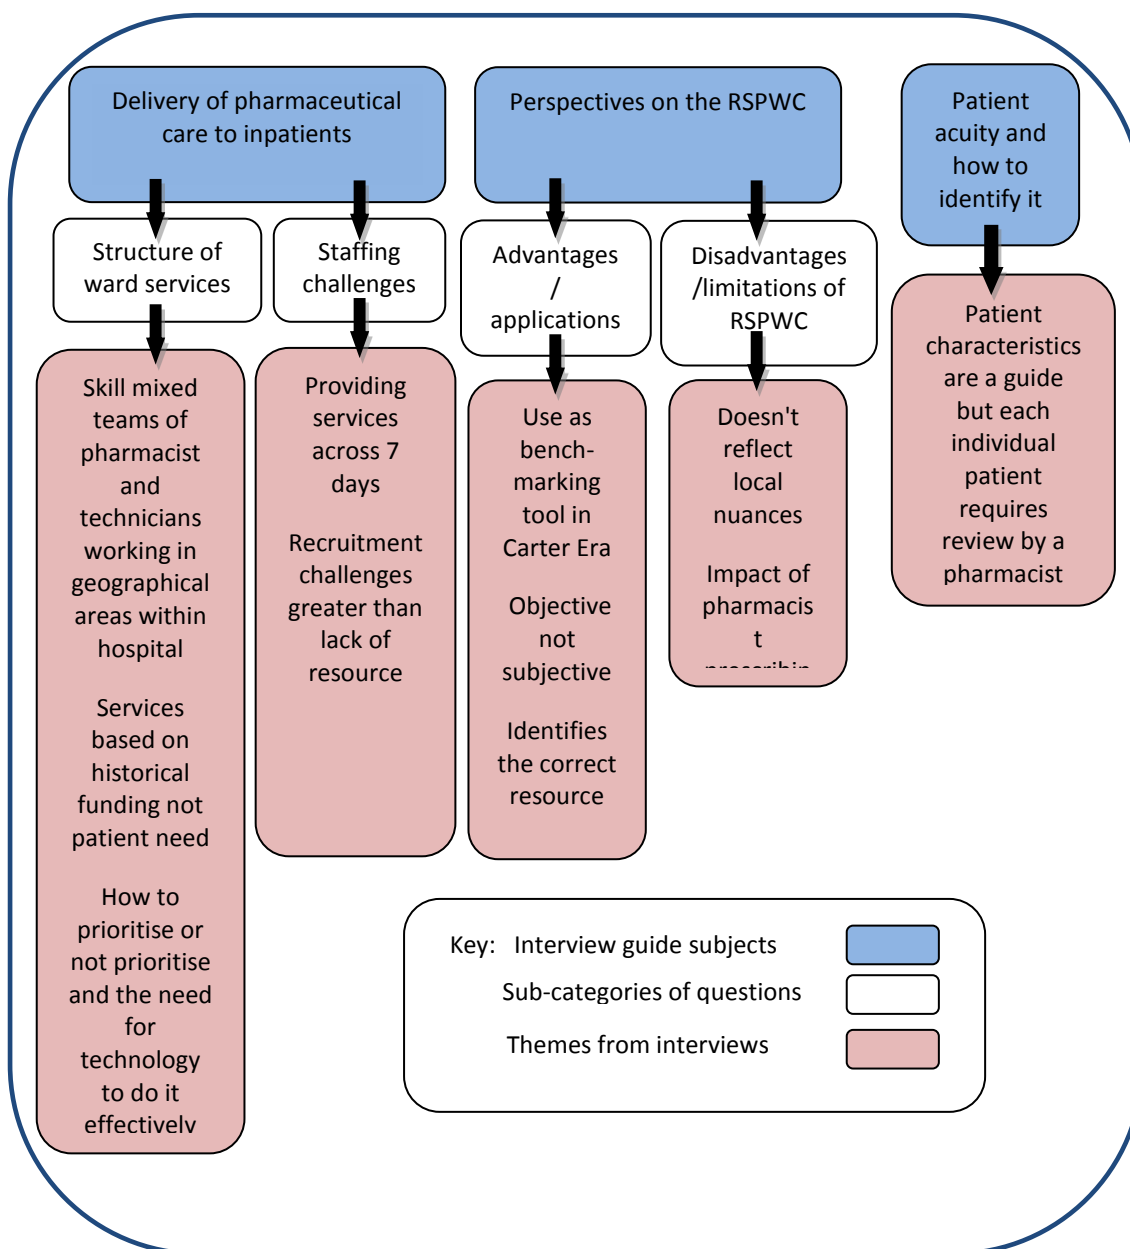 Delivery of pharmaceutical
care to inpatients
Perspectives on the RSPWC
Patient
acuity and
how to
identify it
Structure of
ward services
Staffing
challenges
Advantages
/
applications
Disadvantages
/limitations of
RSPWC
Skill mixed
teams of
pharmacist
and
technicians
working in
geographical
areas within
hospital
Services
based on
historical
funding not
patient need
How to
prioritise or
not prioritise
and the need
for
technology
to do it
effectively
Providing
services
across 7
days
Recruitment
challenges
greater than
lack of
resource
Use as
bench-
marking
tool in
Carter Era
Objective
not
subjective
Identifies
the correct
resource
Doesn't
reflect
local
nuances
Impact of
pharmacis
t
Patient
characteristics
are a guide
but each
individual
patient
requires
review by a
pharmacist
Key: Interview guide subjects
Sub-categories of questions
Themes from interviews